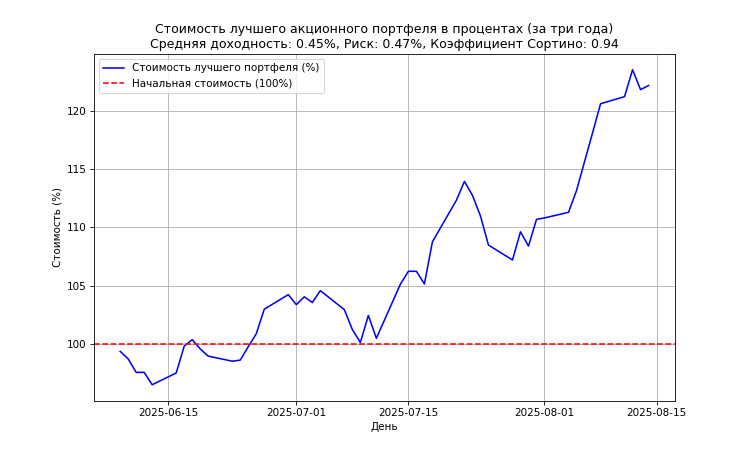 Стоимость лучшего акционного портфеля в процентах (за три года)
Средняя доходность: 0.45%, Риск: 0.47%, Коэффициент Сортино: 0.94
Стоимость лучшего портфеля (%)
Начальная стоимость (100%)
Стоимость (%)
120
115
110
105
100
2025-06-15 2025-07-01 2025-07-15 2025-08-01 2025-08-15
День